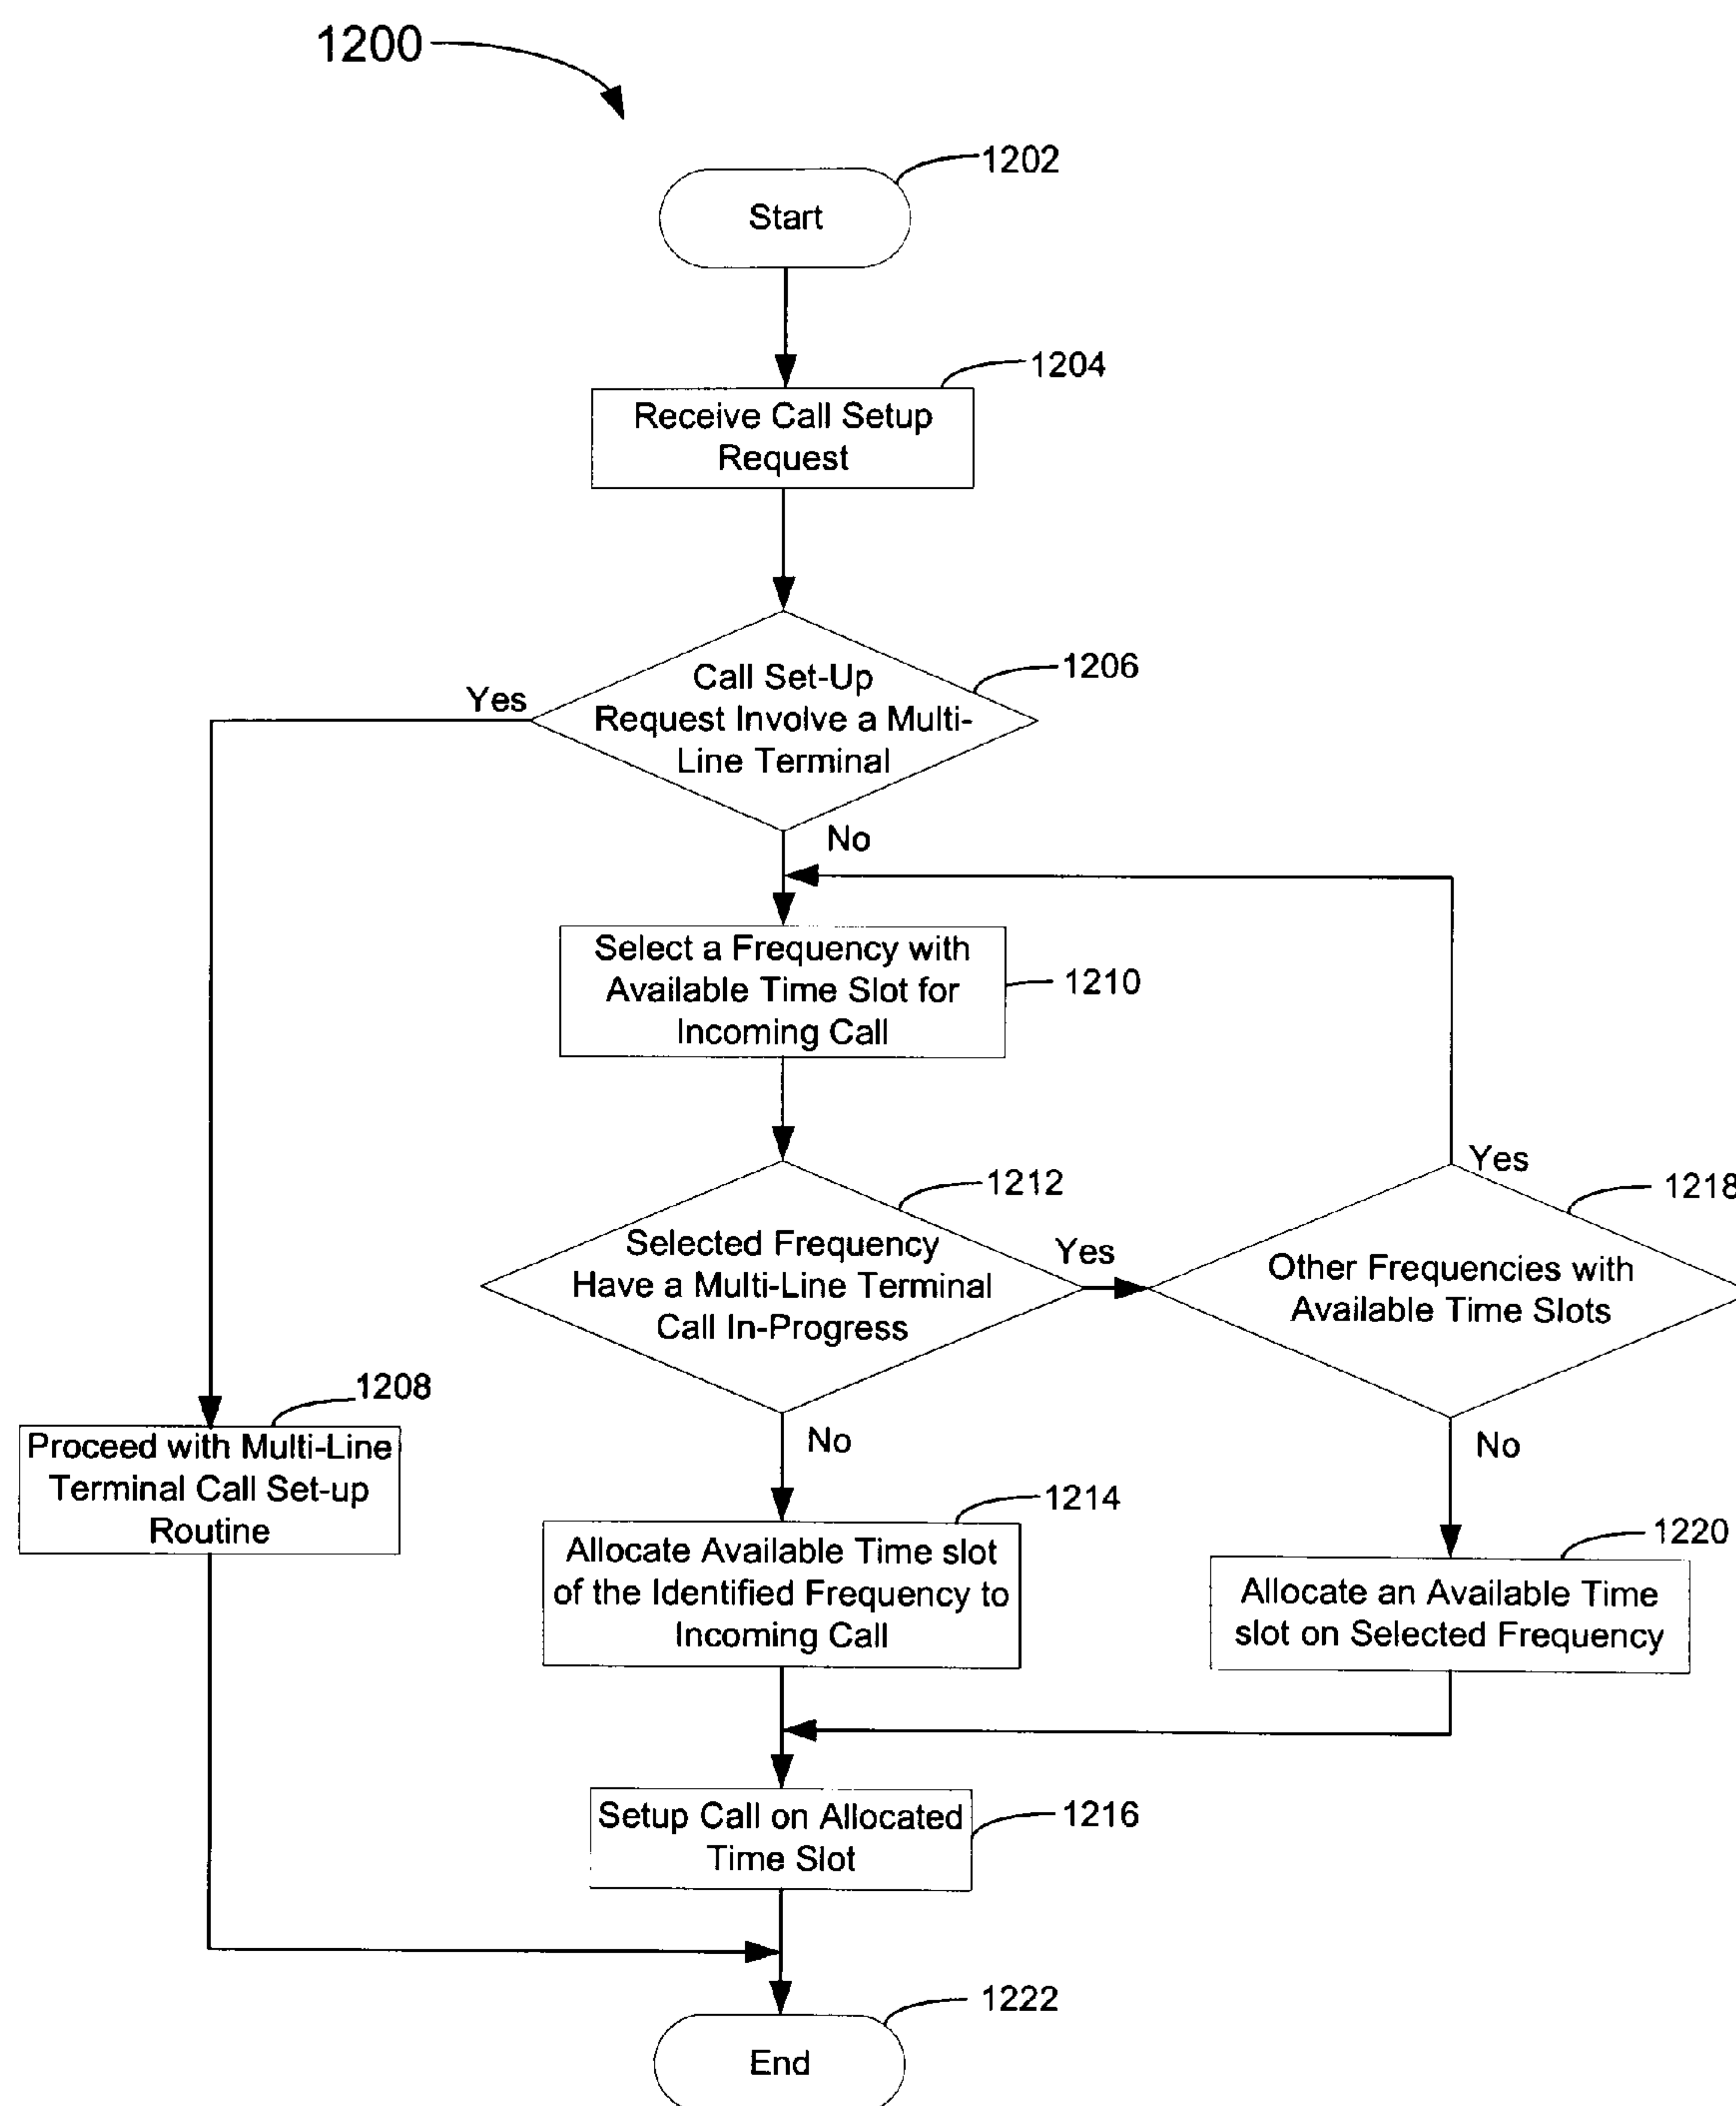 1200
1202
Start
1204
Receive Call Setup
Request
1206
Call Set-Up
Request Involve a Multi-
Line Terminal
Yes
No
Select a Frequency with
Available Time Slot for
Incoming Call
1210
1212
Selected Frequency
Have a Multi-Line Terminal
Call In-Progress
Yes
Yes
1218
Other Frequencies with
Available Time Slots
1208
Proceed with Multi-Line
Terminal Call Set-up
Routine
No
No
1214
Allocate Available Time slot
of the Identified Frequency to
Incoming Call
1220
Allocate an Available Time
slot on Selected Frequency
Setup Call on Allocated
Time Slot
1216
1222
End